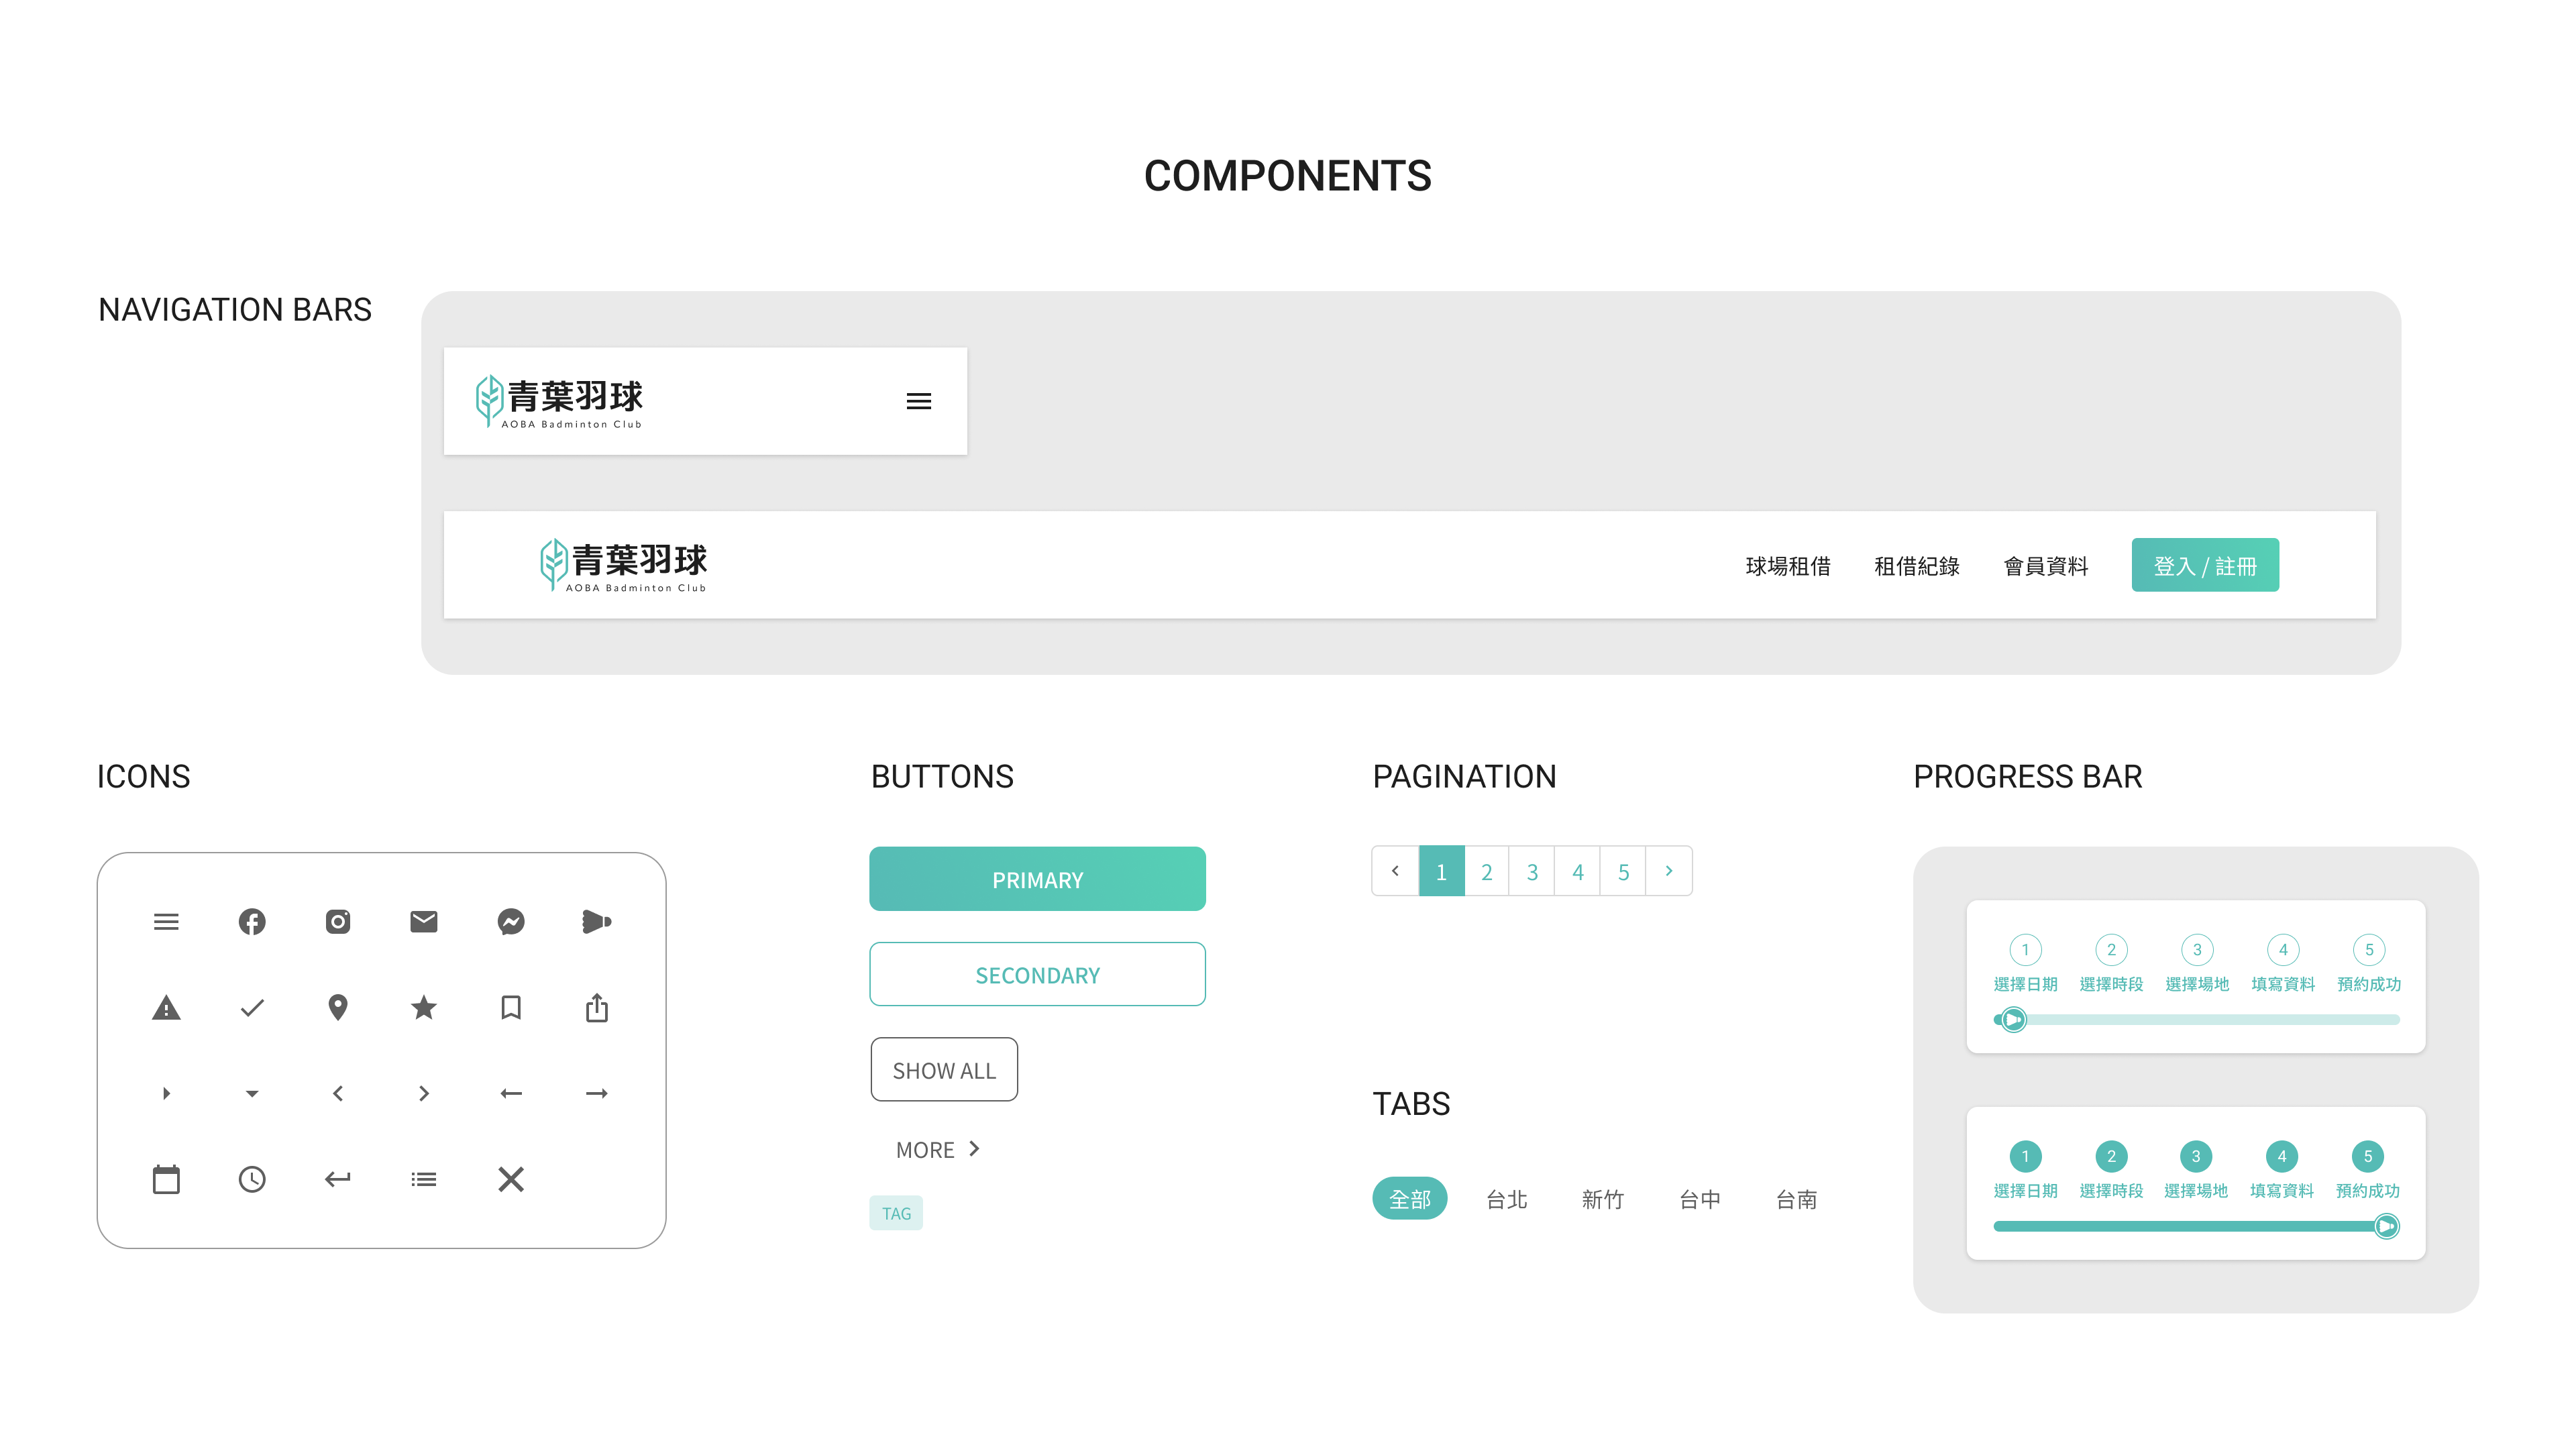 COMPONENTS
NAVIGATION BARS
青葉羽球
AOBA Badminton Club
青葉羽球
AOBA Badminton Club
球場租借 租借紀錄 會員資料 登入 / 註冊
ICONS
BUTTONS
PRIMARY
SECONDARY
SHOW ALL
MORE
TAG
PAGINATION
1 2 3 4 5
TABS
全部 台北 新竹 台中 台南
PROGRESS BAR
1 2 3 4 5
選擇日期 選擇時段 選擇場地 填寫資料 預約成功
1 2 3 4 5
選擇日期 選擇時段 選擇場地 填寫資料 預約成功